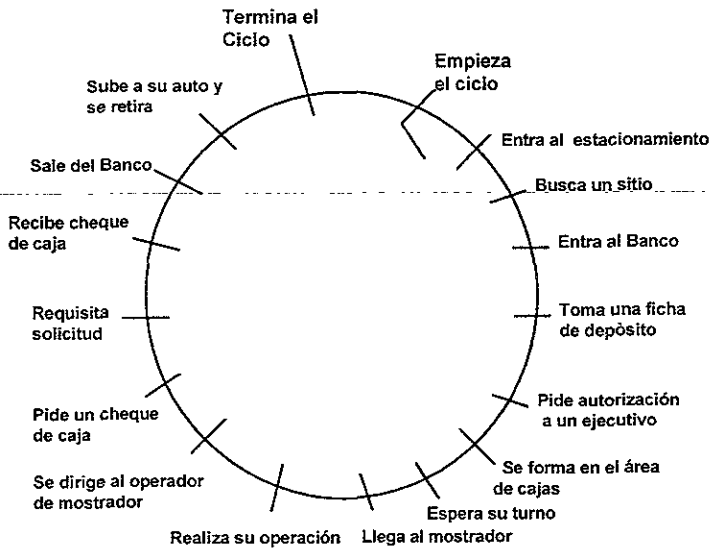 Termina el
Ciclo
Empieza
el ciclo
Entra al estacionamiento
Busca un sitio
Entra al Banco
Toma una ficha
de depòsito
Pide autorización
a un ejecutivo
Se forma en el área
de cajas
Espera su turno
Llega al mostrador
Realiza su operación
Se dirige al operador
de mostrador
Pide un cheque
de caja
Requisita
solicitud
Recibe cheque
de caja
Sale del Banco
Sube a su auto y
se retira